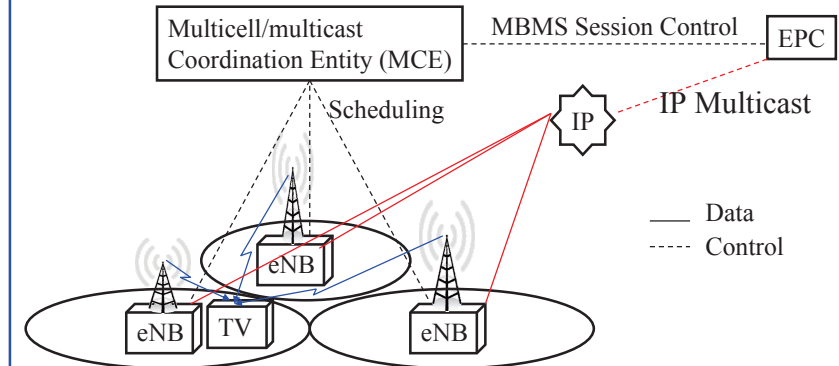 Multicell/multicast
Coordination Entity (MCE)
MBMS Session Control
EPC
Scheduling
IP
IP Multicast
Data
Control
eNB
eNB
TV
eNB